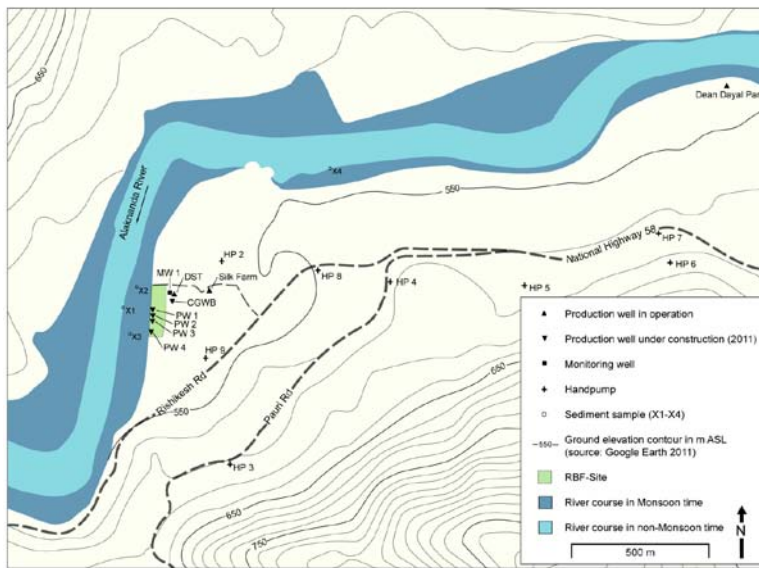 650
Dean Dayal Par
X4
550
Alaknanda River
National Highway 58
HP 7
HP 2
HP 6
MW 1
DST
Silk Farm
HP 8
X2
HP 4
HP 5
CGWB
X1
PW 1
PW 2
PW 3
X3
PW 4
HP 9
Rishikesh Rd
Pauri Rd
550
650
HP 3
650
750
Production well in operation
Production well under construction (2011)
Monitoring well
Handpump
Sediment sample (X1-X4)
550 Ground elevation contour in m ASL
(source: Google Earth 2011)
RBF-Site
River course in Monsoon time
River course in non-Monsoon time
500 m
N